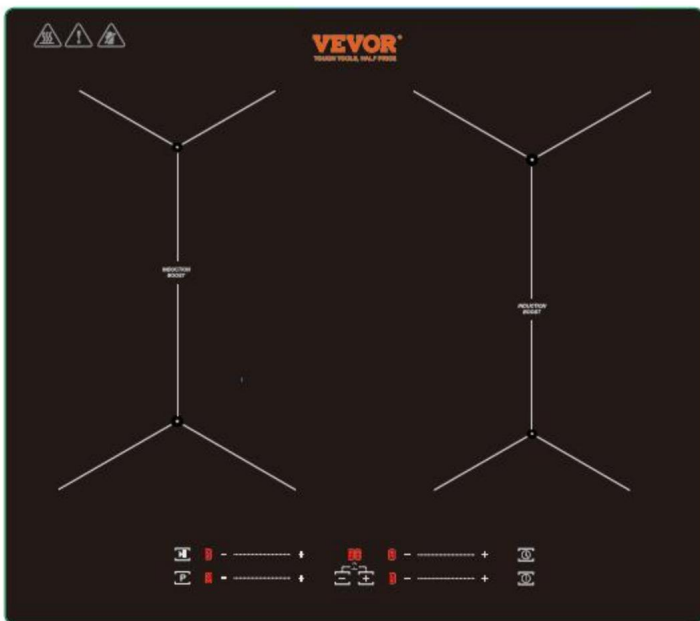 VEVOR®
TOUGH TOOLS, HALF PRICE
INDUCTION
BOOST
INDUCTION
BOOST
P